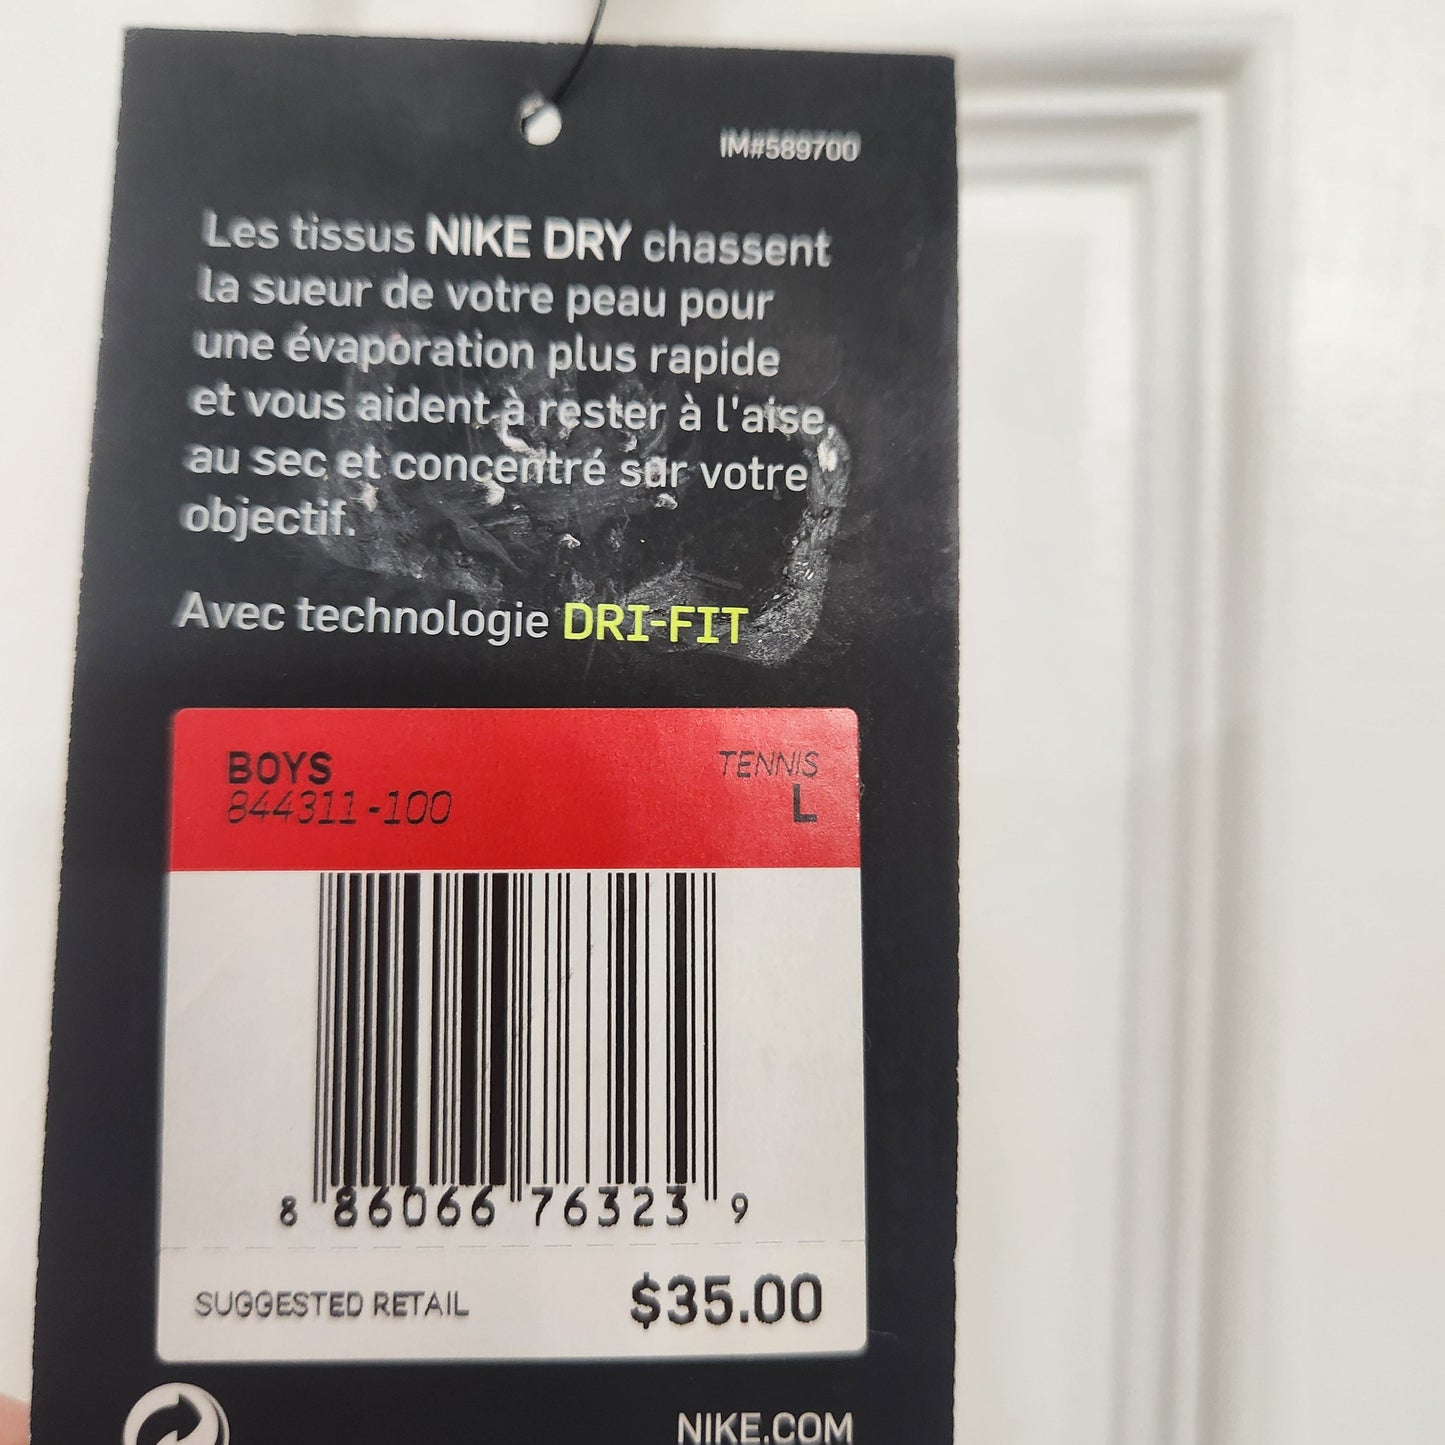 IM#589700
Les tissus NIKE DRY chassent
la sueur de votre peau pour
une évaporation plus rapide
et vous aident à rester à l'aise,
au sec et concentré sur votre
objectif.
Avec technologie DRI-FIT
BOYS TENNIS
844311-100 L
8 86066 76323 9
SUGGESTED RETAIL $35.00
NIKE.COM